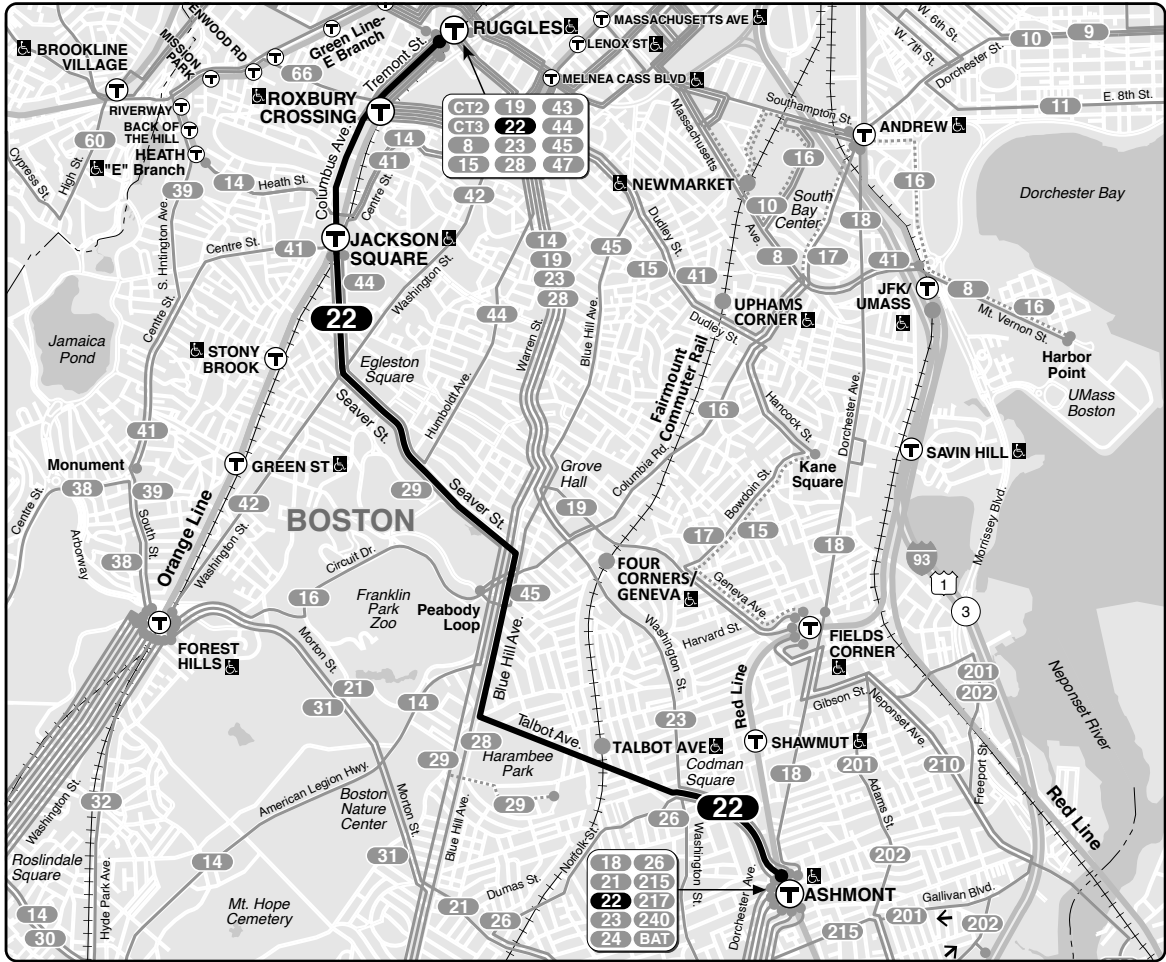 RUGGLES
MASSACHUSETTS AVE
LENOX ST
MELNEA CASS BLVD
Green Line-
E Branch
Tremont St.
ENWOOD RD
MISSION
PARK
BROOKLINE
VILLAGE
66
RIVERWAY
BACK OF
THE HILL
HEATH
"E" Branch
60
Cypress St.
High St.
39
14
Heath St.
ROXBURY
CROSSING
CT2 19 43
CT3 22 44
8 23 45
15 28 47
14
41
Centre St.
Columbus Ave.
42
W. 6th St.
W. 7th St.
Dorchester St.
10
9
11
E. 8th St.
Southampton St.
ANDREW
Massachusetts
Ave.
NEWMARKET
16
10
South
Bay
Center
18
16
Dorchester Bay
8
17
41
JFK/
UMASS
8
16
Mt. Vernon St.
Harbor
Point
UMass
Boston
S. Hntington Ave.
Centre St.
41
JACKSON
SQUARE
44
Washington St.
22
Centre St.
Jamaica
Pond
STONY
BROOK
Egleston
Square
44
14
19
23
28
45
Dudley St.
15
41
UPHAMS
CORNER
Dudley St.
Warren St.
Blue Hill Ave.
Fairmount
Commuter Rail
Humboldt Ave.
Seaver St.
16
Hancock St.
Dorchester Ave.
41
Monument
38
39
Centre St.
GREEN ST
42
Orange Line
Washington St.
South St.
Arborway
38
29
Seaver St.
BOSTON
Grove
Hall
19
Columbia Rd.
Kane
Square
Bowdoin St.
17
15
18
SAVIN HILL
Morrissey Blvd.
93
1
3
Circuit Dr.
16
Franklin
Park
Zoo
Peabody
Loop
45
FOUR
CORNERS/
GENEVA
Geneva Ave.
Harvard St.
FIELDS
CORNER
FOREST
HILLS
Morton St.
21
31
14
Blue Hill Ave.
Washington St.
23
Red Line
Gibson St.
Neponset Ave.
201
202
Neponset River
Talbot Ave.
28
29
Harambee
Park
29
TALBOT AVE
Codman
Square
SHAWMUT
18
201
210
Adams St.
Freeport St.
Red Line
32
Washington St.
American Legion Hwy.
Boston
Nature
Center
Morton St.
22
26
14
31
Blue Hill Ave.
Norfolk St.
Washington St.
202
Roslindale
Square
Hyde Park Ave.
Mt. Hope
Cemetery
Dumas St.
21
26
18 26
21 215
22 217
23 240
24 BAT
ASHMONT
Dorchester Ave.
Gallivan Blvd.
201
202
215
14
30